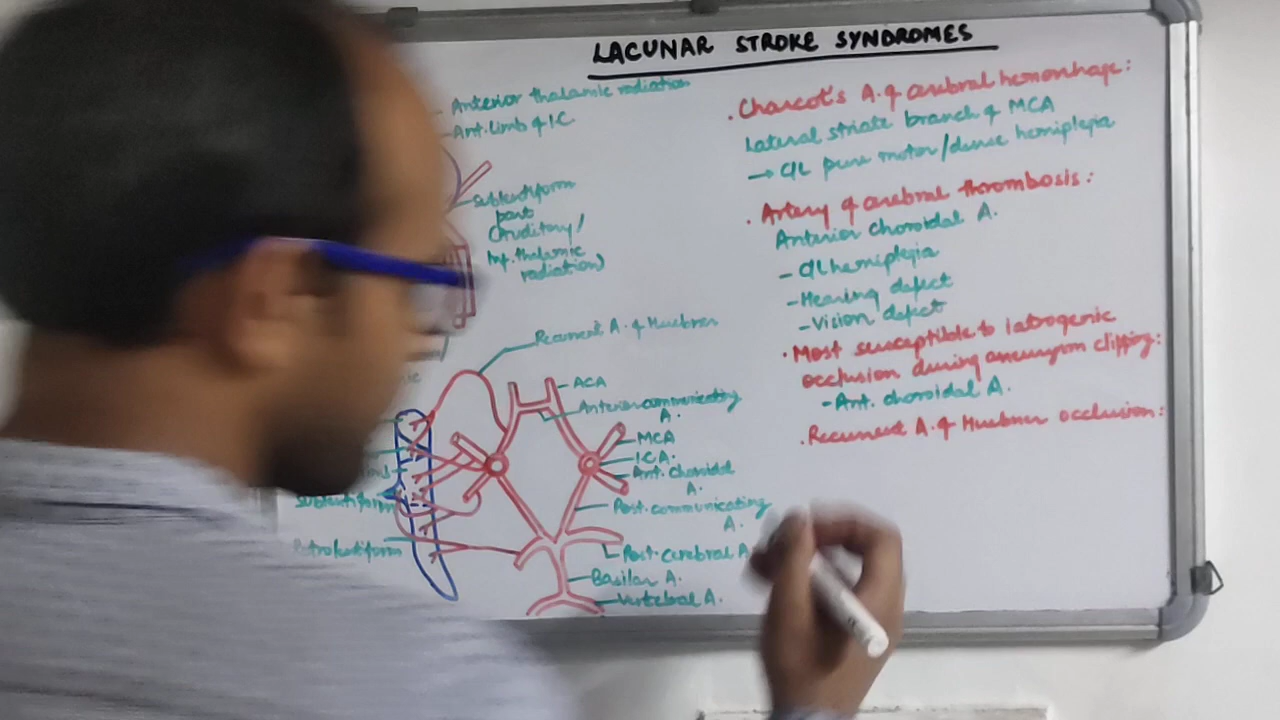 LACUNAR STROKE SYNDROMES
Anterior thalamic radiation
Ant. limb of IC
Sublentiform
part
(Auditory/
Inf. thalamic
radiation)
Recurrent A. of Huebner
ACA
Anterior communicating
A.
MCA
ICA
Ant. choroidal
A.
Post. communicating
A.
Post. cerebral A
Basilar A.
Vertebral A.
Sublentiform
Retrolentiform
. Charcot's A. of cerebral hemorrhage:
Lateral striate branch of MCA
→ C/L pure motor/dense hemiplegia
. Artery of cerebral thrombosis:
Anterior choroidal A.
- C/L hemiplegia
- Hearing defect
- Vision defect
. Most susceptible to iatrogenic
occlusion during aneurysm clipping:
- Ant. choroidal A.
. Recurrent A. of Huebner occlusion: